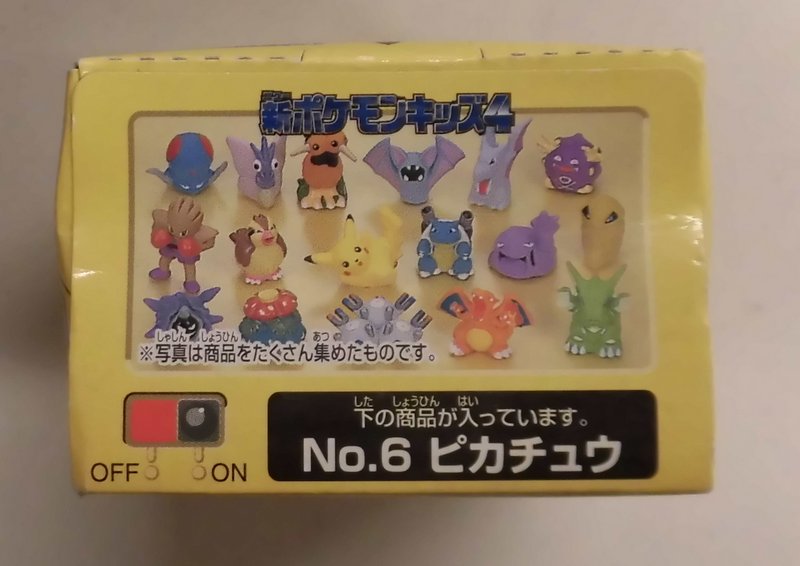 新ポケモンキッズ4
※写真は商品をたくさん集めたものです。
下の商品が入っています。
No.6 ピカチュウ
OFF ON